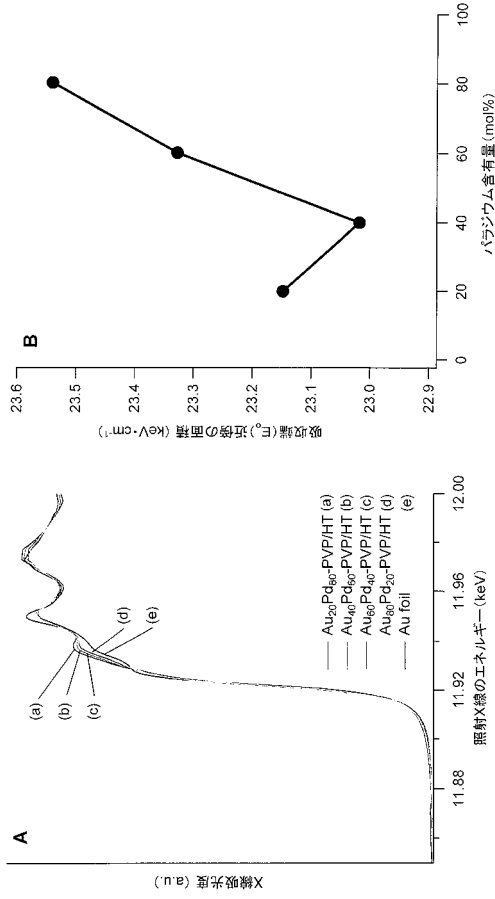 A
X線吸光度 (a.u.)
(a)
(b)
(c)
(d)
(e)
Au20Pd80-PVP/HT (a)
Au40Pd60-PVP/HT (b)
Au60Pd40-PVP/HT (c)
Au80Pd20-PVP/HT (d)
Au foil (e)
11.88
11.92
11.96
12.00
照射X線のエネルギー(keV)
B
吸収端(E0)近傍の面積 (keV・cm-1)
23.6
23.5
23.4
23.3
23.2
23.1
23.0
22.9
0
20
40
60
80
100
パラジウム含有量(mol%)